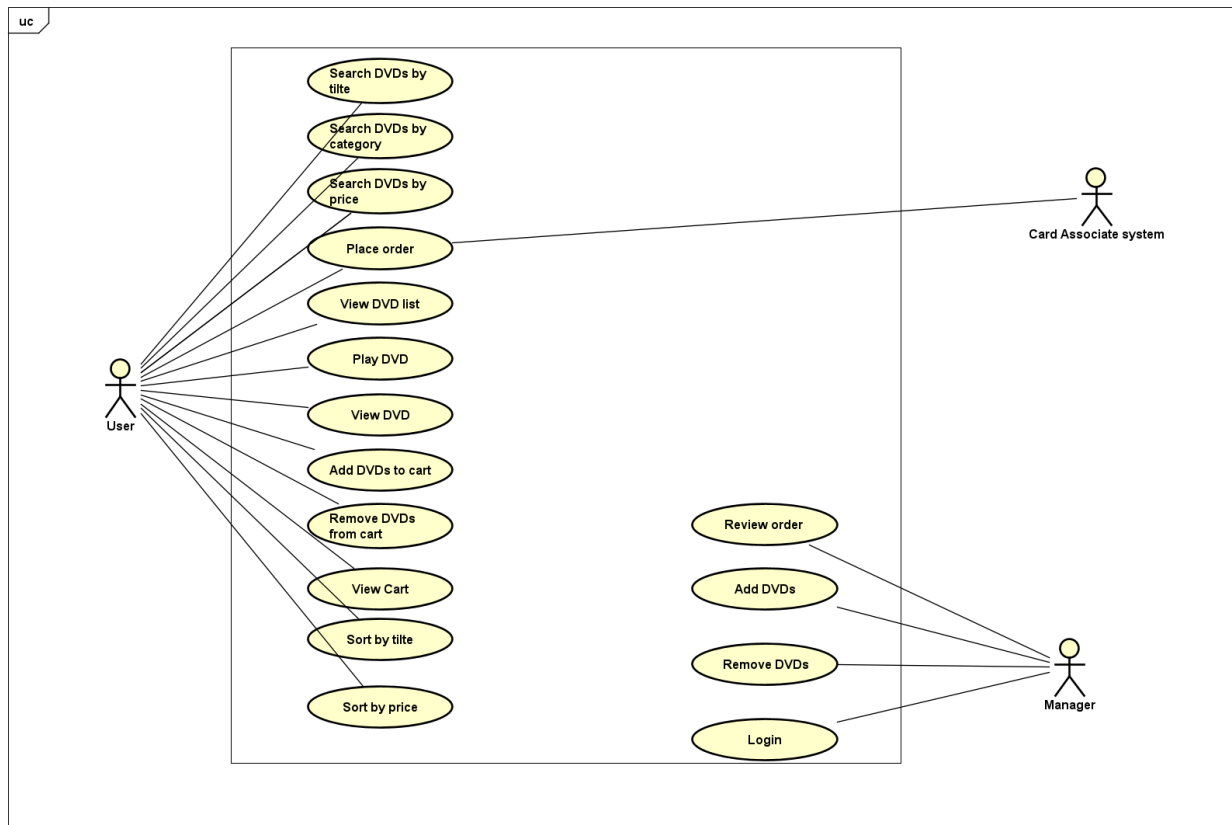 uc
Search DVDs by
tilte
Search DVDs by
category
Search DVDs by
price
Place order
View DVD list
Play DVD
View DVD
Add DVDs to cart
Remove DVDs
from cart
View Cart
Sort by tilte
Sort by price
User
Card Associate system
Review order
Add DVDs
Remove DVDs
Login
Manager